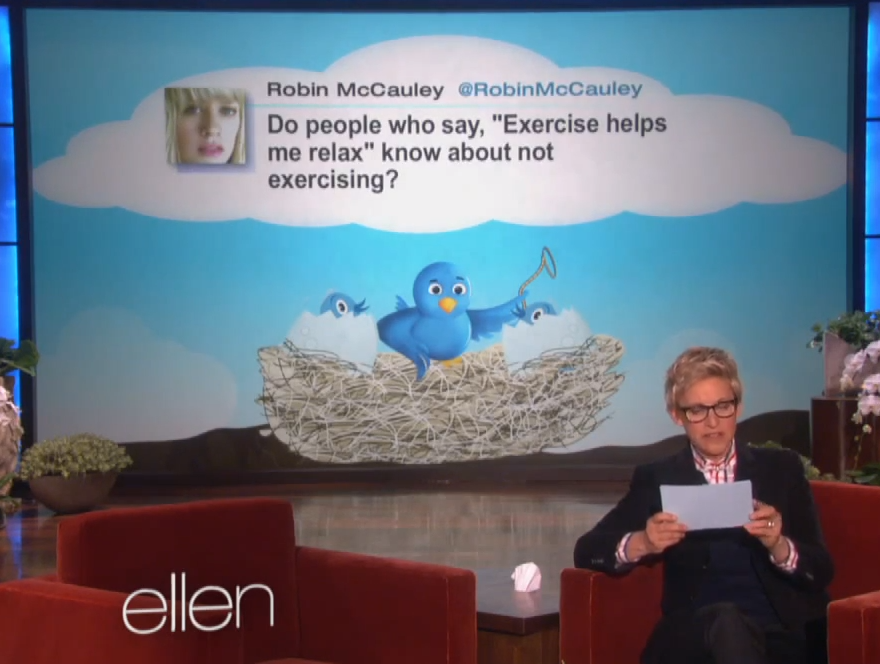 Robin McCauley @RobinMcCauley
Do people who say, "Exercise helps
me relax" know about not
exercising?
ellen